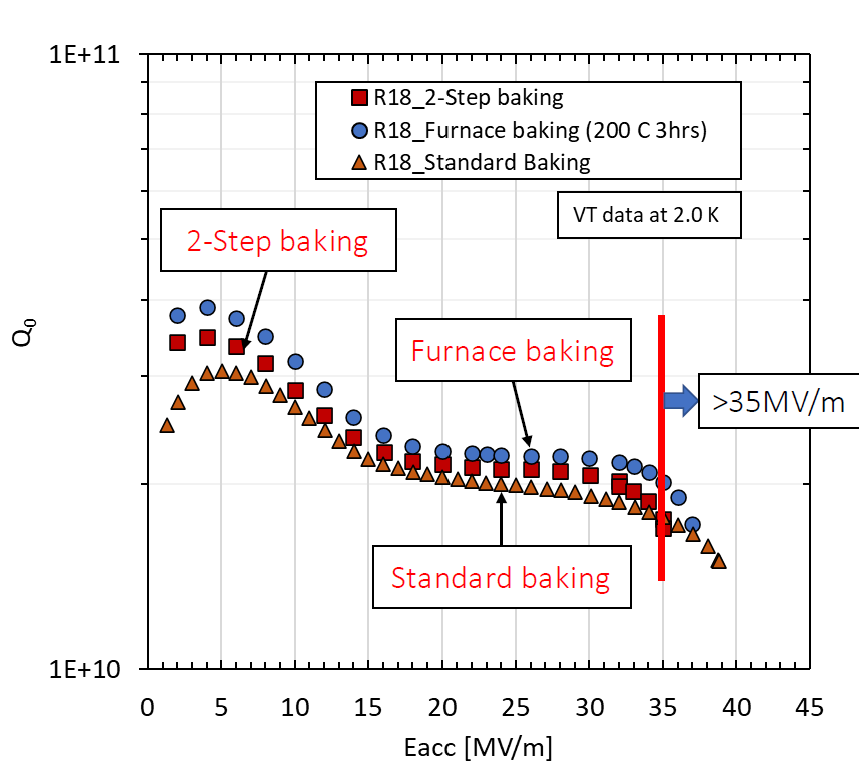 1E+11
R18_2-Step baking
R18_Furnace baking (200 C 3hrs)
R18_Standard Baking
VT data at 2.0 K
2-Step baking
Q₀
Furnace baking
>35MV/m
Standard baking
1E+10
0 5 10 15 20 25 30 35 40 45
Eacc [MV/m]